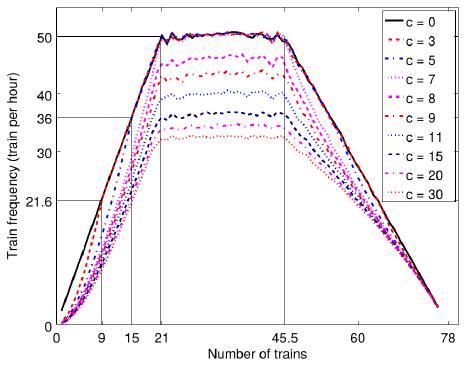 Train frequency (train per hour)
50
40
36
30
21.6
0
0 9 15 21 45.5 60 78
Number of trains
c = 0
c = 3
c = 5
c = 7
c = 8
c = 9
c = 11
c = 15
c = 20
c = 30